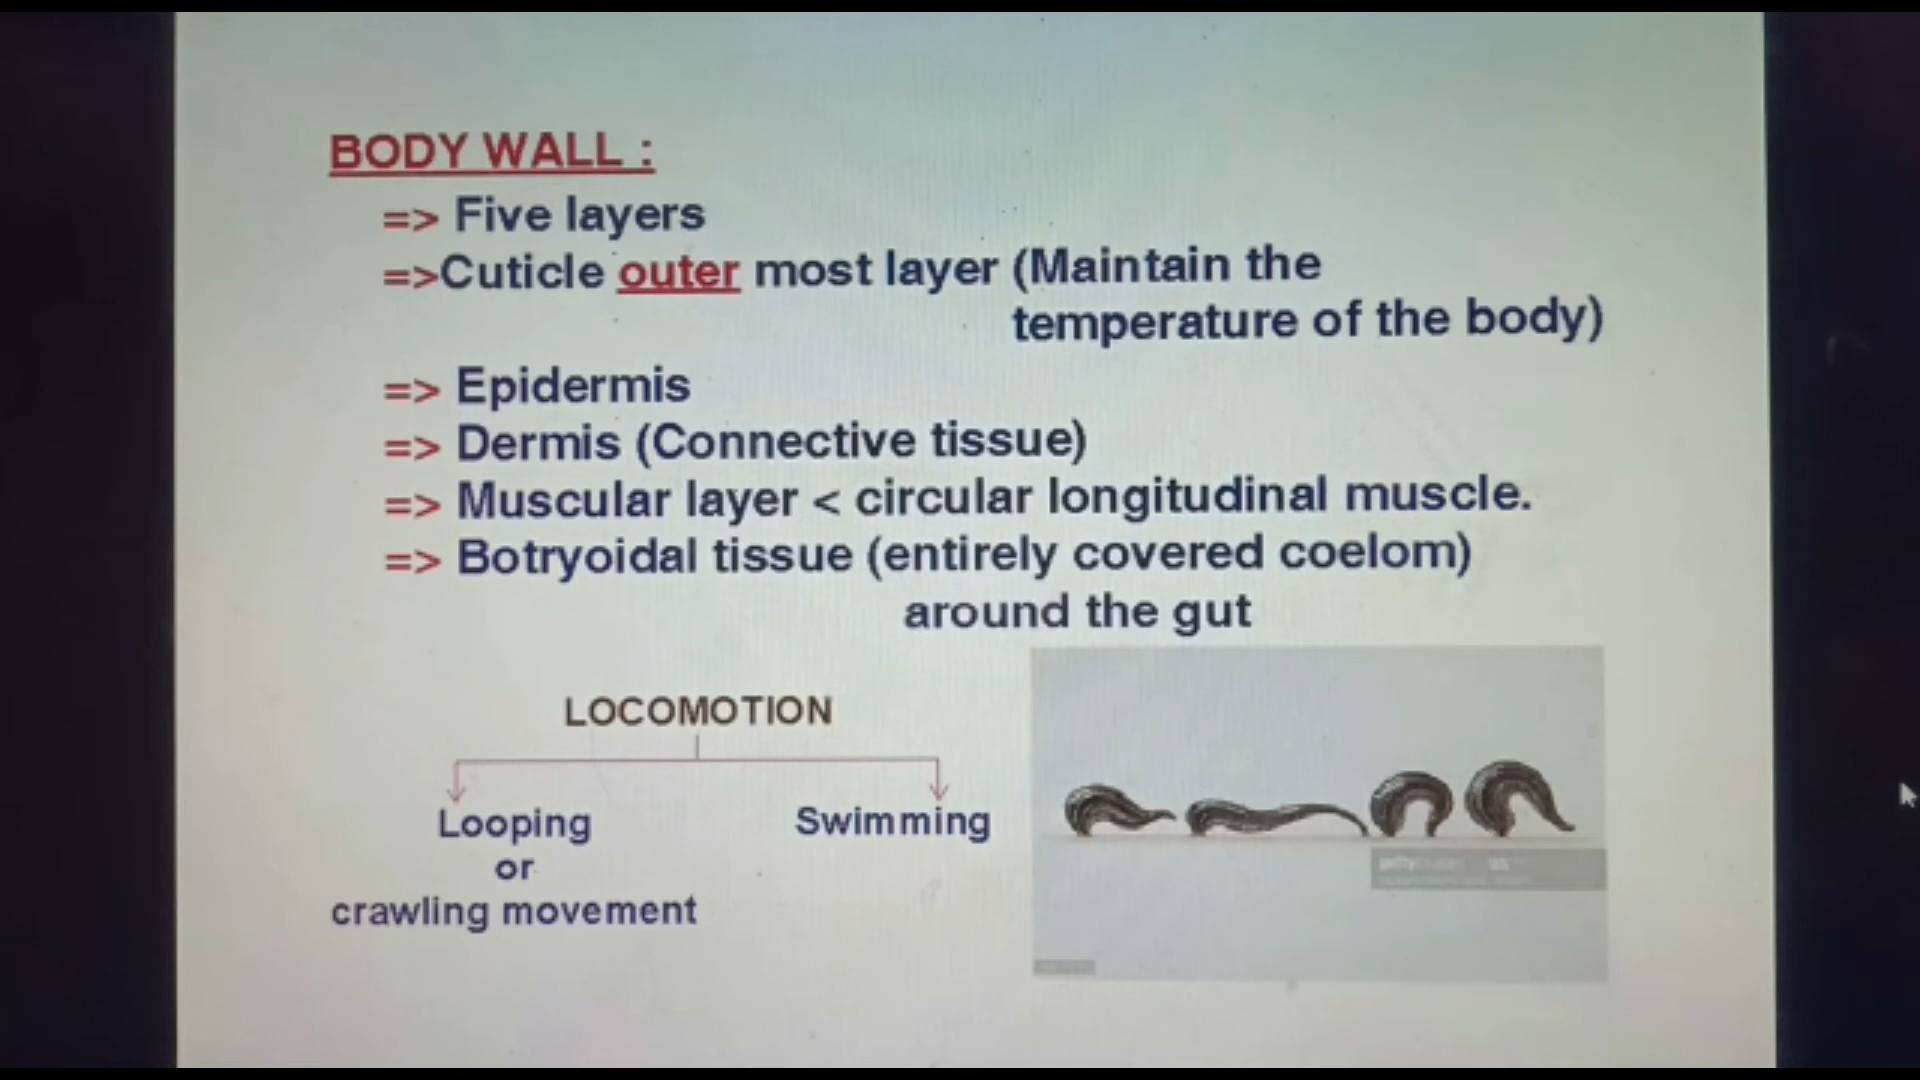 BODY WALL :
=> Five layers
=>Cuticle outer most layer (Maintain the
temperature of the body)
=> Epidermis
=> Dermis (Connective tissue)
=> Muscular layer < circular longitudinal muscle.
=> Botryoidal tissue (entirely covered coelom)
around the gut
LOCOMOTION
Looping
or
crawling movement
Swimming